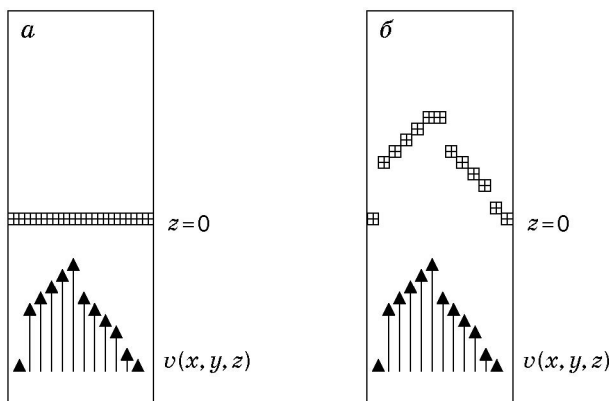 а
б
z=0
z=0
v(x, y, z)
v(x, y, z)